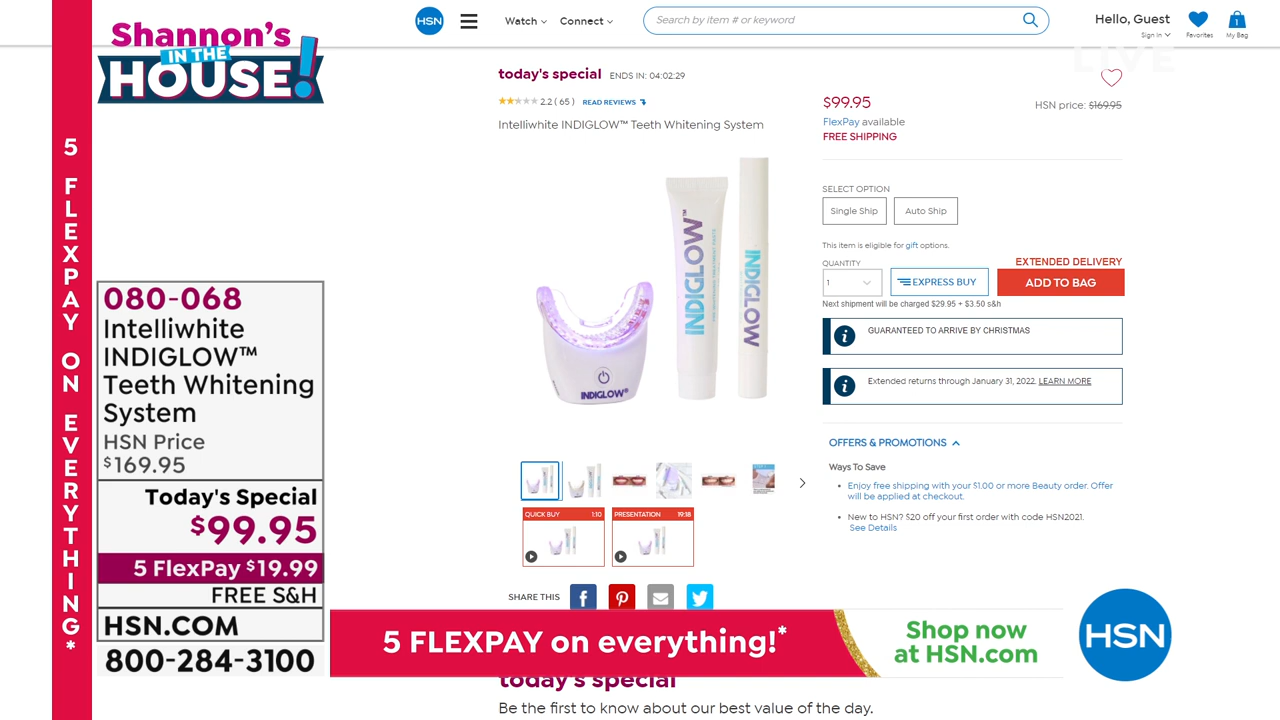 Shannon's
IN THE
HOUSE!
5 FLEXPAY ON EVERYTHING*
080-068
Intelliwhite
INDIGLOW™
Teeth Whitening
System
HSN Price
$169.95
Today's Special
$99.95
5 FlexPay $19.99
FREE S&H
HSN.COM
800-284-3100
HSN
Watch
Connect
Search by item # or keyword
Hello, Guest
Sign in
Favorites
1
My Bag
LIVE
today's special ENDS IN: 04:02:29
2.2 ( 65 ) READ REVIEWS
Intelliwhite INDIGLOW™ Teeth Whitening System
INDIGLOW™
INDIGLOW
INDIGLOW®
QUICK BUY 1:10
PRESENTATION 19:18
SHARE THIS
$99.95
HSN price: $169.95
FlexPay available
FREE SHIPPING
SELECT OPTION
Single Ship
Auto Ship
This item is eligible for gift options.
QUANTITY
1
EXPRESS BUY
EXTENDED DELIVERY
ADD TO BAG
Next shipment will be charged $29.95 + $3.50 s&h
GUARANTEED TO ARRIVE BY CHRISTMAS
Extended returns through January 31, 2022. LEARN MORE
OFFERS & PROMOTIONS
Ways To Save
Enjoy free shipping with your $1.00 or more Beauty order. Offer
will be applied at checkout.
New to HSN? $20 off your first order with code HSN2021.
See Details
5 FLEXPAY on everything!*
Shop now
at HSN.com
HSN
today's special
Be the first to know about our best value of the day.